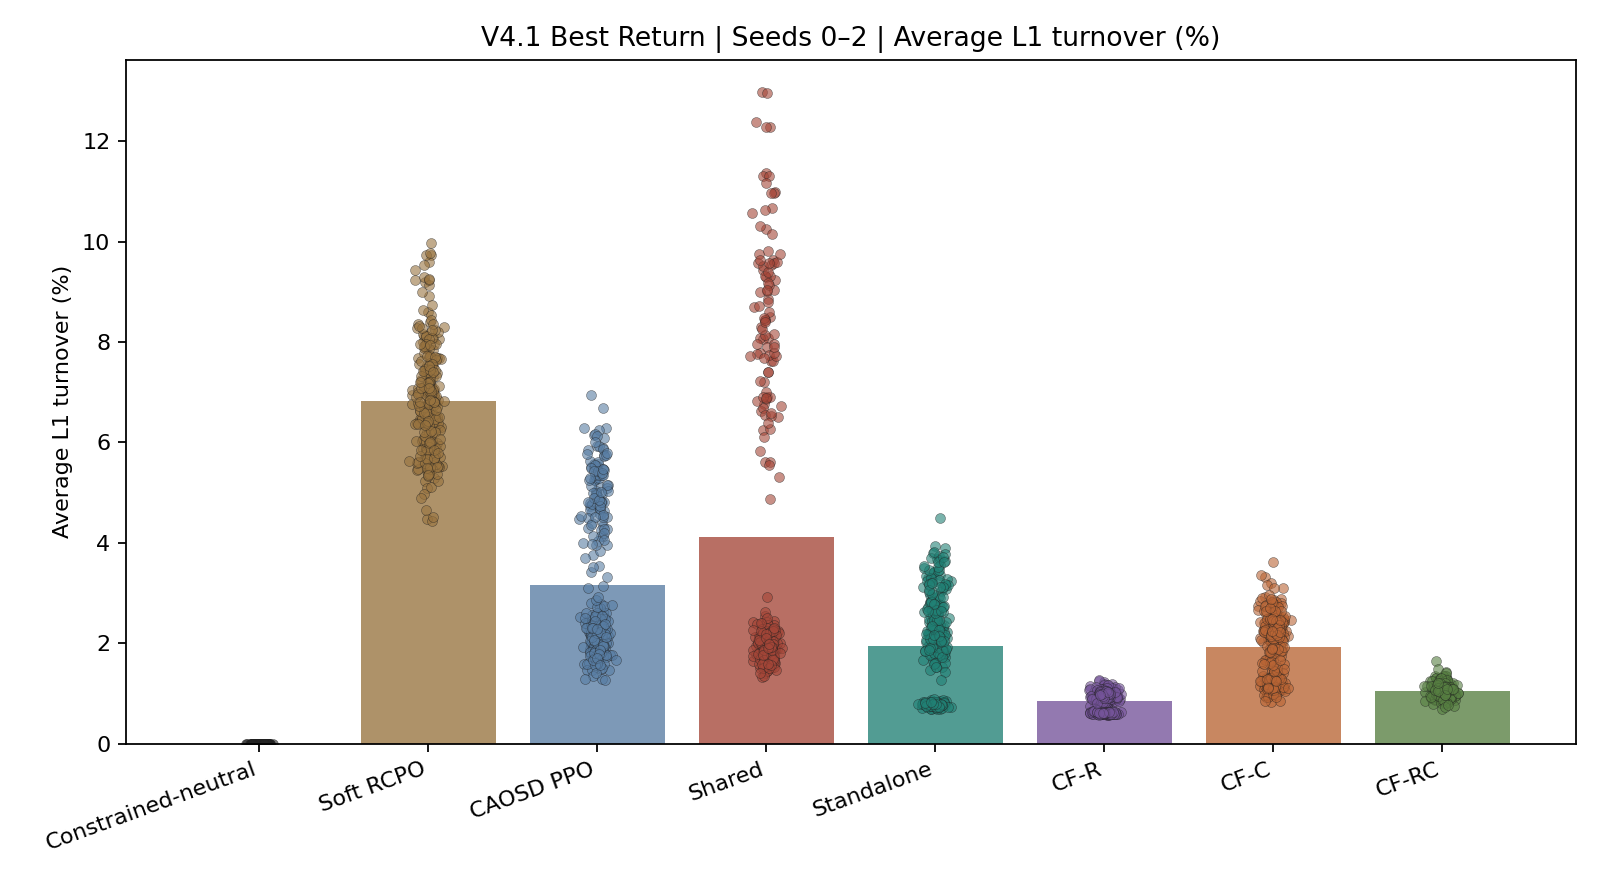 V4.1 Best Return | Seeds 0–2 | Average L1 turnover (%)
Average L1 turnover (%)
12
10
8
6
4
2
0
Constrained-neutral
Soft RCPO
CAOSD PPO
Shared
Standalone
CF-R
CF-C
CF-RC